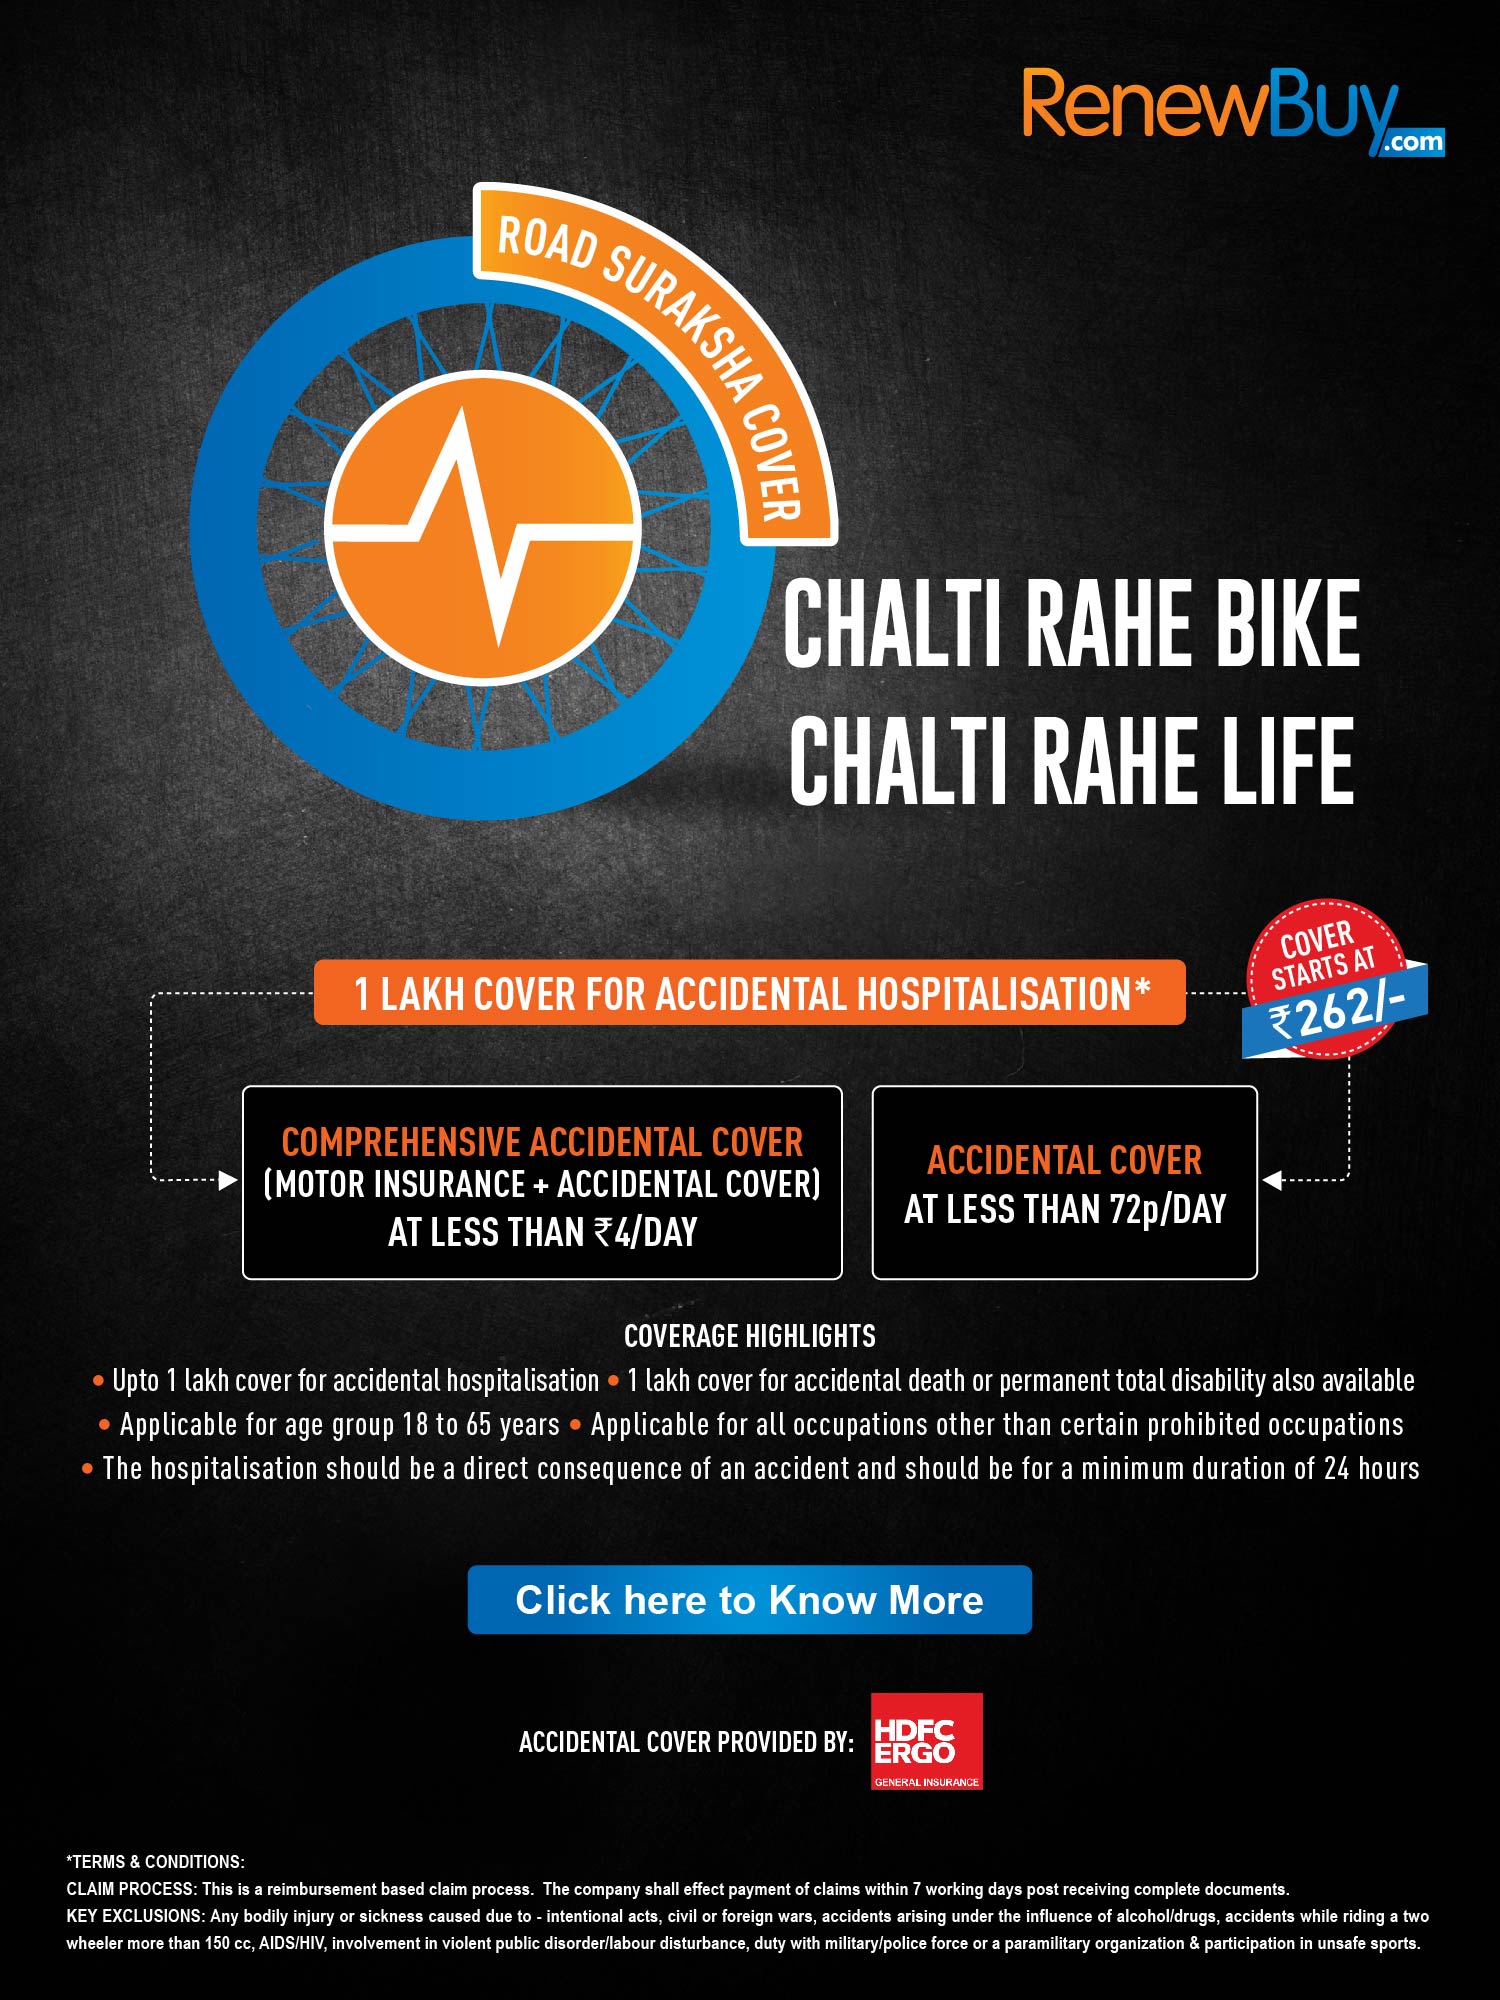 RenewBuy.com
ROAD SURAKSHA COVER
CHALTI RAHE BIKE
CHALTI RAHE LIFE
1 LAKH COVER FOR ACCIDENTAL HOSPITALISATION*
COVER
STARTS AT
₹262/-
COMPREHENSIVE ACCIDENTAL COVER
(MOTOR INSURANCE + ACCIDENTAL COVER)
AT LESS THAN ₹4/DAY
ACCIDENTAL COVER
AT LESS THAN 72p/DAY
COVERAGE HIGHLIGHTS
• Upto 1 lakh cover for accidental hospitalisation • 1 lakh cover for accidental death or permanent total disability also available
• Applicable for age group 18 to 65 years • Applicable for all occupations other than certain prohibited occupations
• The hospitalisation should be a direct consequence of an accident and should be for a minimum duration of 24 hours
Click here to Know More
ACCIDENTAL COVER PROVIDED BY:
HDFC
ERGO
GENERAL INSURANCE
*TERMS & CONDITIONS:
CLAIM PROCESS: This is a reimbursement based claim process. The company shall effect payment of claims within 7 working days post receiving complete documents.
KEY EXCLUSIONS: Any bodily injury or sickness caused due to - intentional acts, civil or foreign wars, accidents arising under the influence of alcohol/drugs, accidents while riding a two
wheeler more than 150 cc, AIDS/HIV, involvement in violent public disorder/labour disturbance, duty with military/police force or a paramilitary organization & participation in unsafe sports.